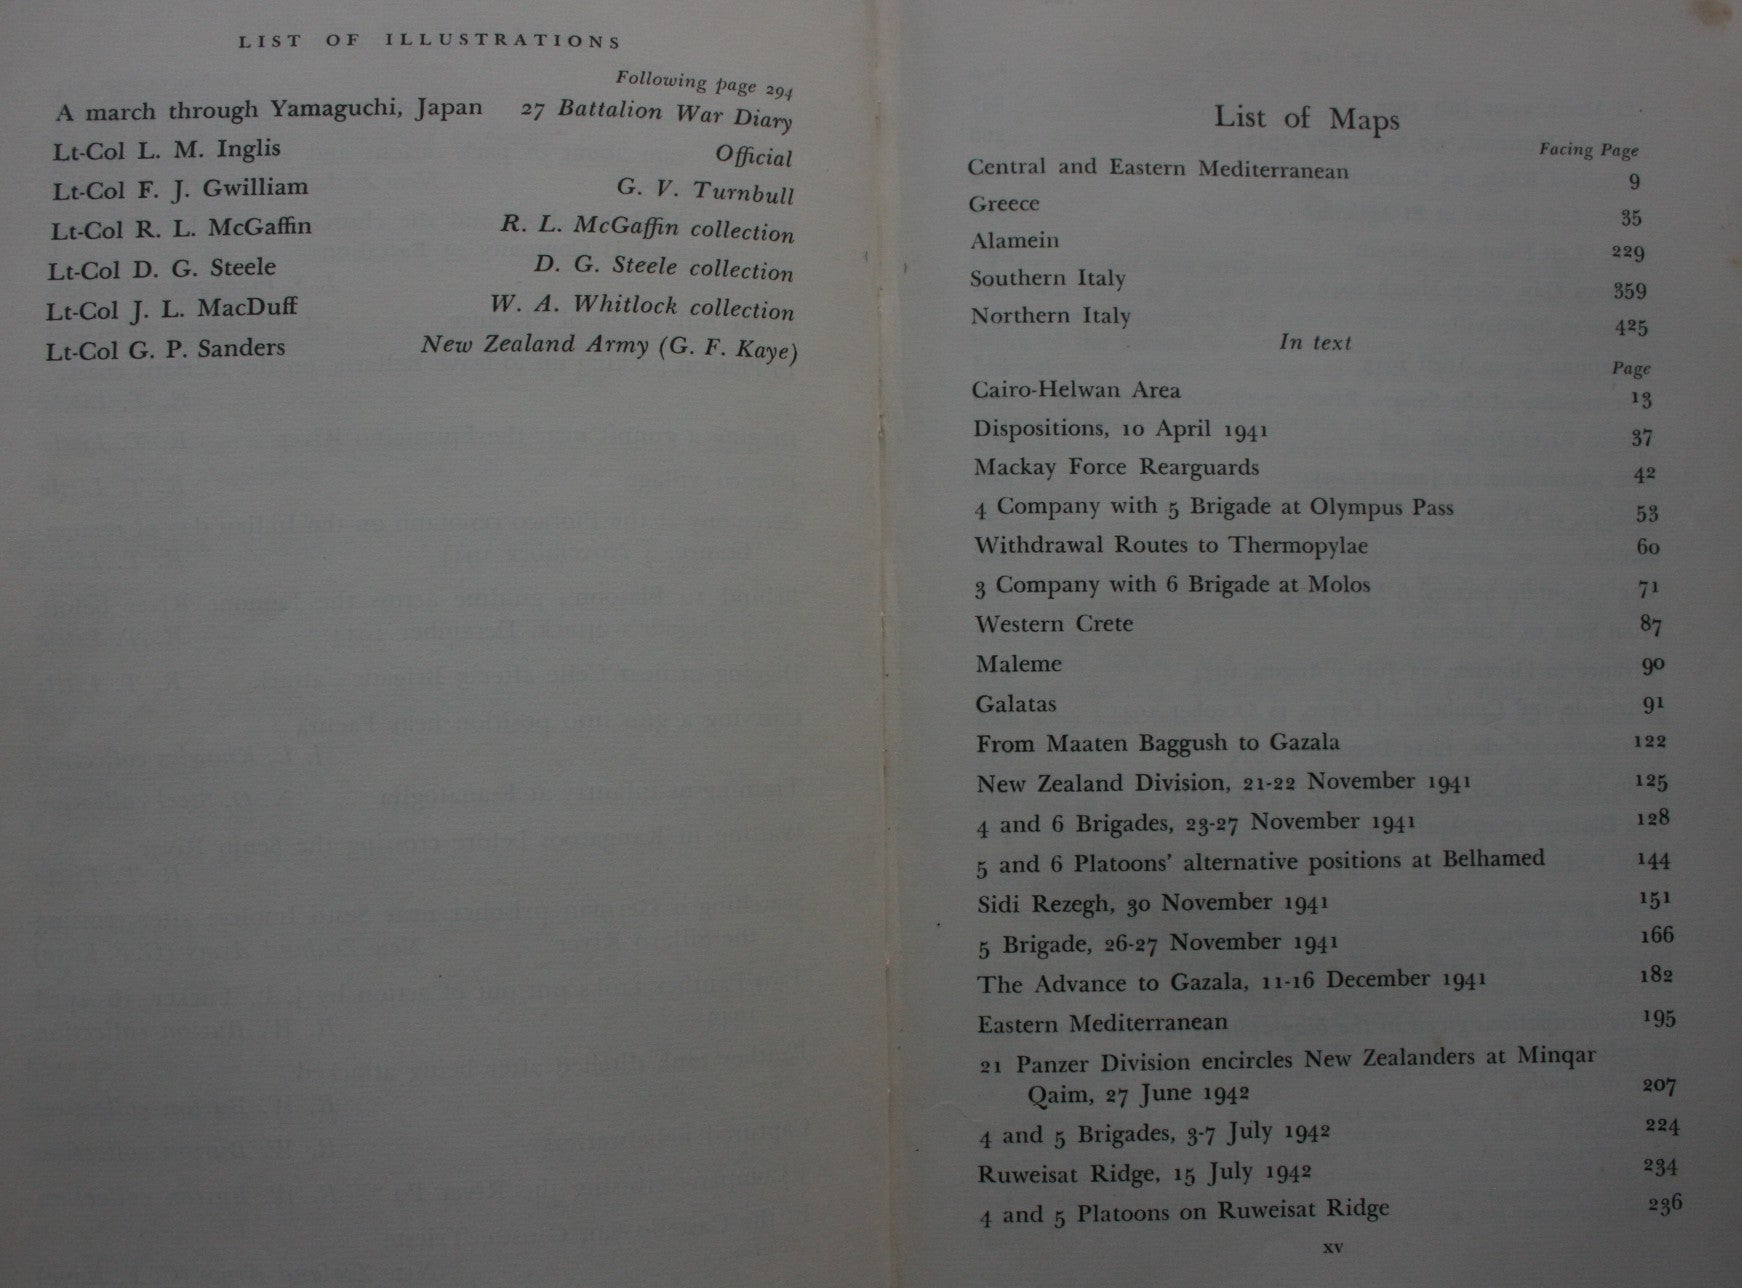 LIST OF ILLUSTRATIONS
Following page 294
A march through Yamaguchi, Japan 27 Battalion War Diary
Lt-Col L. M. Inglis Official
Lt-Col F. J. Gwilliam G. V. Turnbull
Lt-Col R. L. McGaffin R. L. McGaffin collection
Lt-Col D. G. Steele D. G. Steele collection
Lt-Col J. L. MacDuff W. A. Whitlock collection
Lt-Col G. P. Sanders New Zealand Army (G. F. Kaye)
List of Maps
Facing Page
Central and Eastern Mediterranean 9
Greece 35
Alamein 229
Southern Italy 359
Northern Italy 425
In text
Page
Cairo-Helwan Area 13
Dispositions, 10 April 1941 37
Mackay Force Rearguards 42
4 Company with 5 Brigade at Olympus Pass 53
Withdrawal Routes to Thermopylae 60
3 Company with 6 Brigade at Molos 71
Western Crete 87
Maleme 90
Galatas 91
From Maaten Baggush to Gazala 122
New Zealand Division, 21-22 November 1941 125
4 and 6 Brigades, 23-27 November 1941 128
5 and 6 Platoons' alternative positions at Belhamed 144
Sidi Rezegh, 30 November 1941 151
5 Brigade, 26-27 November 1941 166
The Advance to Gazala, 11-16 December 1941 182
Eastern Mediterranean 195
21 Panzer Division encircles New Zealanders at Minqar
Qaim, 27 June 1942 207
4 and 5 Brigades, 3-7 July 1942 224
Ruweisat Ridge, 15 July 1942 234
4 and 5 Platoons on Ruweisat Ridge 236
xv